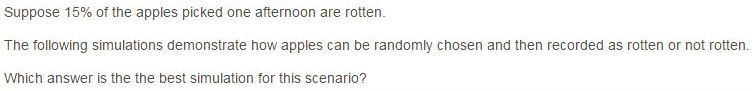 Suppose 15% of the apples picked one afternoon are rotten.
The following simulations demonstrate how apples can be randomly chosen and then recorded as rotten or not rotten.
Which answer is the the best simulation for this scenario?